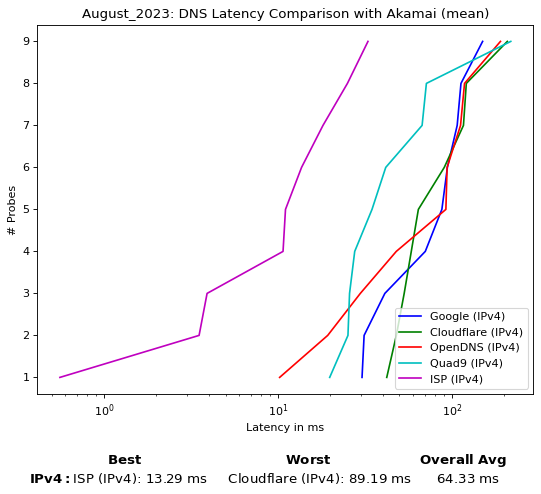 August_2023: DNS Latency Comparison with Akamai (mean)
# Probes
9
8
7
6
5
4
3
2
1
Google (IPv4)
Cloudflare (IPv4)
OpenDNS (IPv4)
Quad9 (IPv4)
ISP (IPv4)
10⁰ 10¹ 10²
Latency in ms
Best Worst Overall Avg
IPv4: ISP (IPv4): 13.29 ms Cloudflare (IPv4): 89.19 ms 64.33 ms